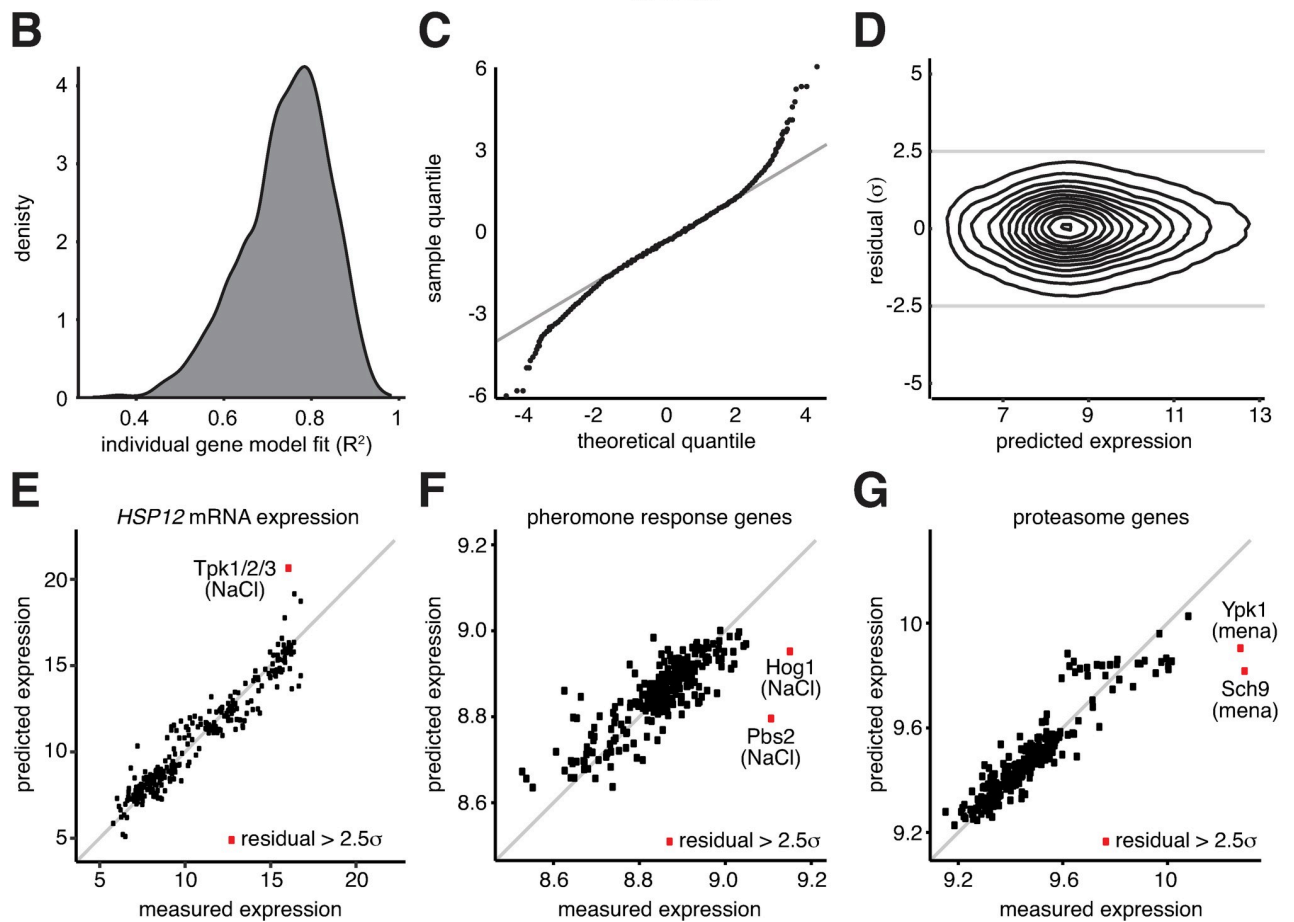 B
4
3
2
1
0
denisty
0.4 0.6 0.8 1
individual gene model fit (R²)
C
6
3
0
-3
-6
sample quantile
-4 -2 0 2 4
theoretical quantile
D
5
2.5
0
-2.5
-5
residual (σ)
7 9 11 13
predicted expression
E
HSP12 mRNA expression
20
15
10
5
predicted expression
Tpk1/2/3
(NaCl)
residual > 2.5σ
5 10 15 20
measured expression
F
pheromone response genes
9.2
9.0
8.8
8.6
predicted expression
Hog1
(NaCl)
Pbs2
(NaCl)
residual > 2.5σ
8.6 8.8 9.0 9.2
measured expression
G
proteasome genes
10
9.6
9.2
predicted expression
Ypk1
(mena)
Sch9
(mena)
residual > 2.5σ
9.2 9.6 10
measured expression